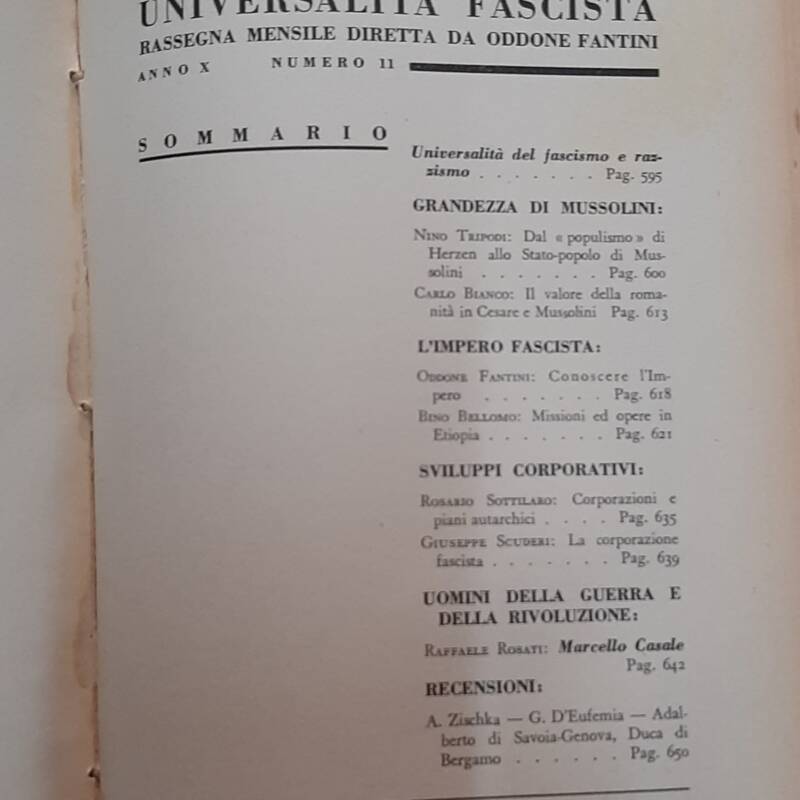 UNIVERSALITÀ FASCISTA
RASSEGNA MENSILE DIRETTA DA ODDONE FANTINI
ANNO X NUMERO 11
SOMMARIO
Universalità del fascismo e raz-
zismo . . . . . . . Pag. 595
GRANDEZZA DI MUSSOLINI:
NINO TRIPODI: Dal « populismo » di
Herzen allo Stato-popolo di Mus-
solini . . . . . . . Pag. 600
CARLO BIANCO: Il valore della roma-
nità in Cesare e Mussolini Pag. 613
L'IMPERO FASCISTA:
ODDONE FANTINI: Conoscere l'Im-
pero . . . . . . . Pag. 618
BINO BELLOMO: Missioni ed opere in
Etiopia . . . . . . . Pag. 621
SVILUPPI CORPORATIVI:
ROSARIO SOTTILARO: Corporazioni e
piani autarchici . . . . Pag. 635
GIUSEPPE SCUDERI: La corporazione
fascista . . . . . . . Pag. 639
UOMINI DELLA GUERRA E
DELLA RIVOLUZIONE:
RAFFAELE ROSATI: Marcello Casale
Pag. 642
RECENSIONI:
A. Zischka — G. D'Eufemia — Adal-
berto di Savoia-Genova, Duca di
Bergamo . . . . . . Pag. 650